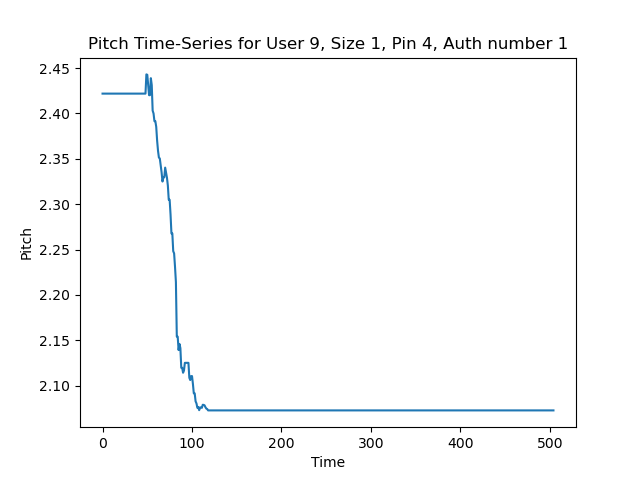 Pitch Time-Series for User 9, Size 1, Pin 4, Auth number 1
2.45
2.40
2.35
2.30
2.25
2.20
2.15
2.10
Pitch
0 100 200 300 400 500
Time